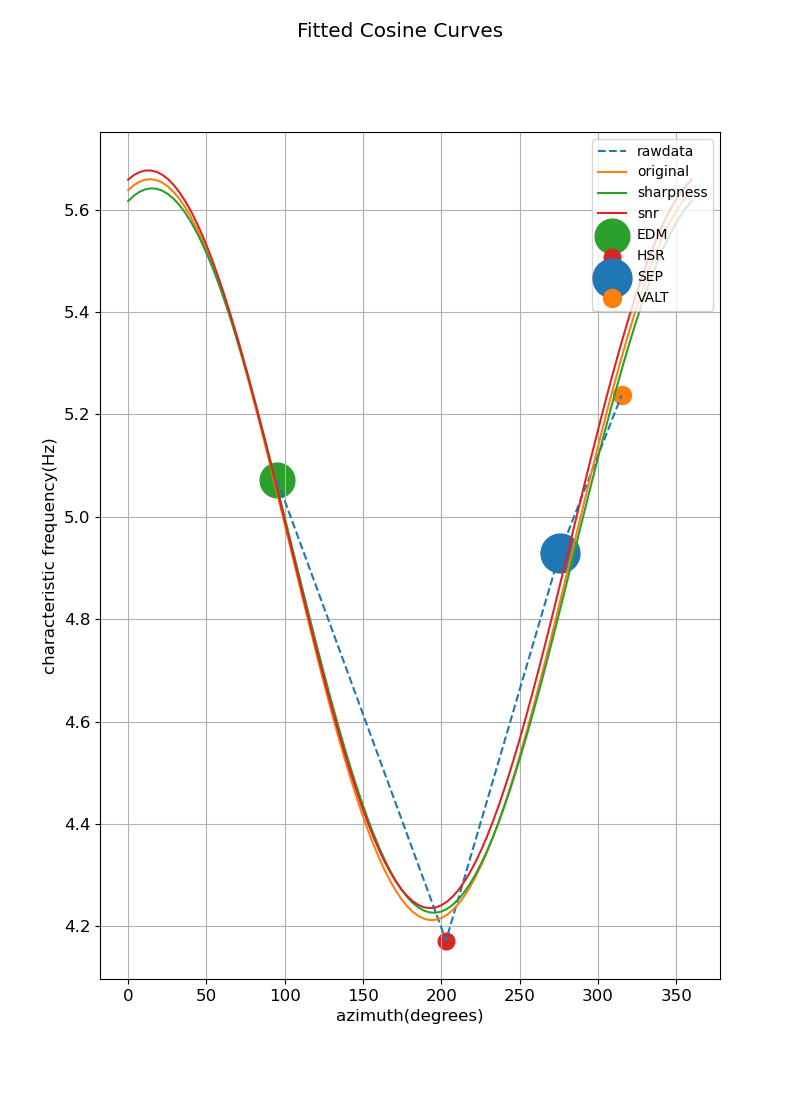 Fitted Cosine Curves
rawdata
original
sharpness
snr
EDM
HSR
SEP
VALT
5.6
5.4
5.2
5.0
4.8
4.6
4.4
4.2
characteristic frequency(Hz)
0 50 100 150 200 250 300 350
azimuth(degrees)